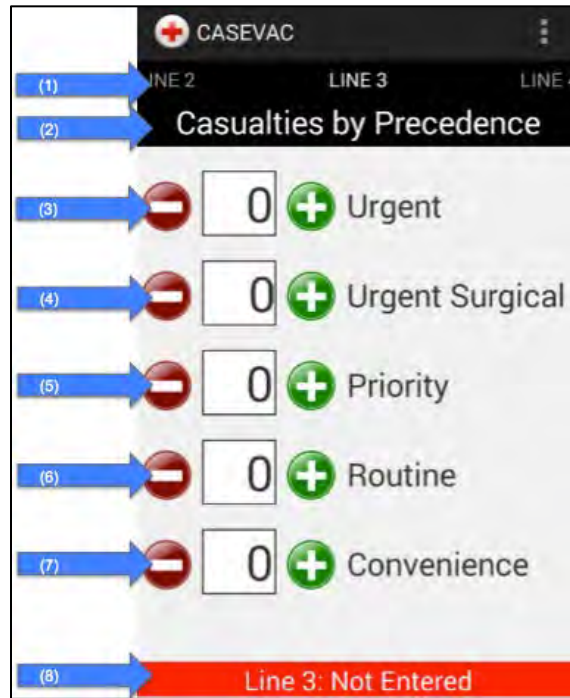 CASEVAC
(1) INE 2 LINE 3 LINE 4
(2) Casualties by Precedence
(3) 0 Urgent
(4) 0 Urgent Surgical
(5) 0 Priority
(6) 0 Routine
(7) 0 Convenience
(8) Line 3: Not Entered